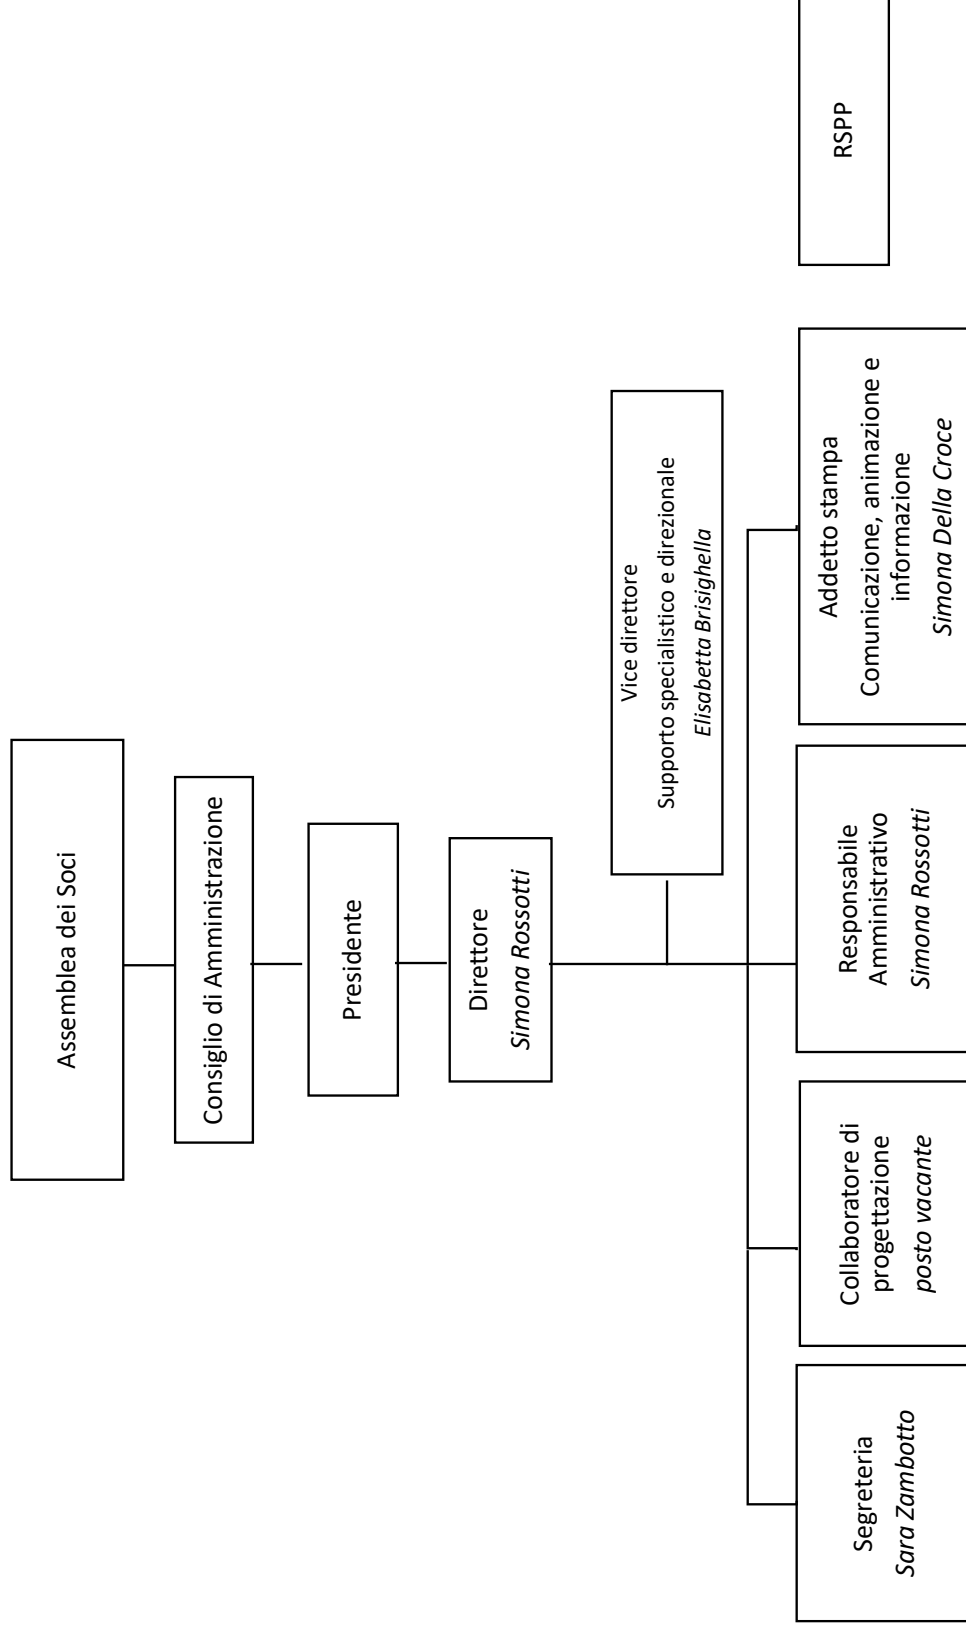 Assemblea dei Soci
Consiglio di Amministrazione
Presidente
Direttore
Simona Rossotti
Vice direttore
Supporto specialistico e direzionale
Elisabetta Brisighella
Segreteria
Sara Zambotto
Collaboratore di
progettazione
posto vacante
Responsabile
Amministrativo
Simona Rossotti
Addetto stampa
Comunicazione, animazione e
informazione
Simona Della Croce
RSPP